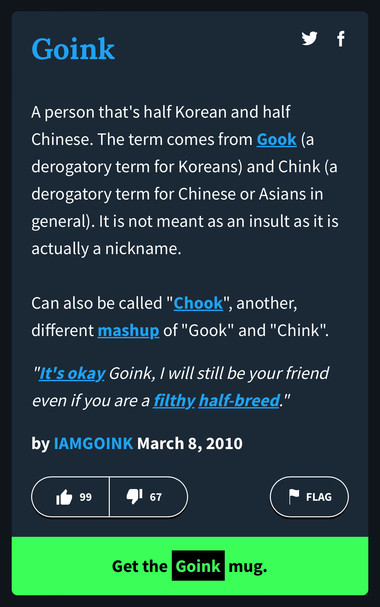 Goink
A person that's half Korean and half
Chinese. The term comes from Gook (a
derogatory term for Koreans) and Chink (a
derogatory term for Chinese or Asians in
general). It is not meant as an insult as it is
actually a nickname.
Can also be called "Chook", another,
different mashup of "Gook" and "Chink".
"It's okay Goink, I will still be your friend
even if you are a filthy half-breed."
by IAMGOINK March 8, 2010
99 67 FLAG
Get the Goink mug.